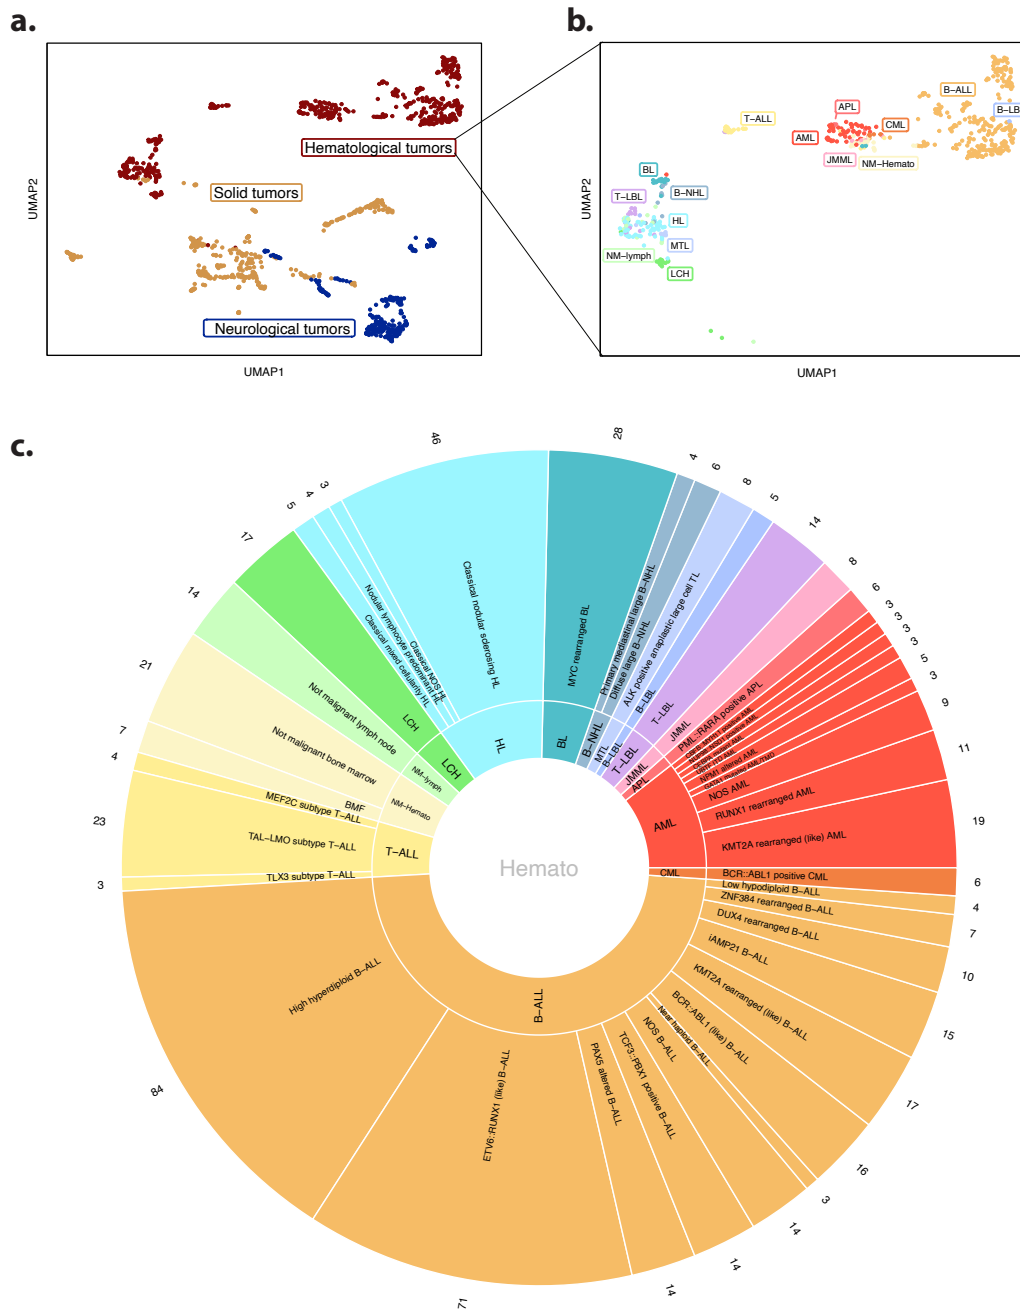 a.
b.
Hematological tumors
Solid tumors
Neurological tumors
UMAP2
UMAP1
APL
B-ALL
T-ALL
B-LB
AML
CML
JMML
NM-Hemato
BL
B-NHL
T-LBL
HL
MTL
NM-lymph
LCH
UMAP2
UMAP1
c.
Hemato
HL
BL
B-NHL
MTL
B-LBL
T-LBL
JMML
APL
AML
CML
B-ALL
T-ALL
NM-Hemato
NM-lymph
LCH
Classical nodular sclerosing HL
46
MYC rearranged BL
28
Primary mediastinal large B-NHL
4
Diffuse large B-NHL
6
ALK positive anaplastic large cell TL
8
B-LBL
5
T-LBL
14
JMML
8
PML::RARA positive APL
6
3
3
3
3
5
NPM1 altered AML
3
NOS AML
9
RUNX1 rearranged AML
11
KMT2A rearranged (like) AML
19
BCR::ABL1 positive CML
6
Low hypodiploid B-ALL
4
ZNF384 rearranged B-ALL
7
DUX4 rearranged B-ALL
10
iAMP21 B-ALL
15
KMT2A rearranged (like) B-ALL
17
BCR::ABL1 (like) B-ALL
16
Near haploid B-ALL
3
NOS B-ALL
14
TCF3::PBX1 positive B-ALL
14
PAX5 altered B-ALL
14
ETV6::RUNX1 (like) B-ALL
71
High hyperdiploid B-ALL
84
TLX3 subtype T-ALL
3
TAL-LMO subtype T-ALL
23
MEF2C subtype T-ALL
4
BMF
7
Not malignant bone marrow
21
Not malignant lymph node
14
LCH
17
Classical mixed cellularity HL
5
Nodular lymphocyte predominant HL
4
Classical NOS HL
3